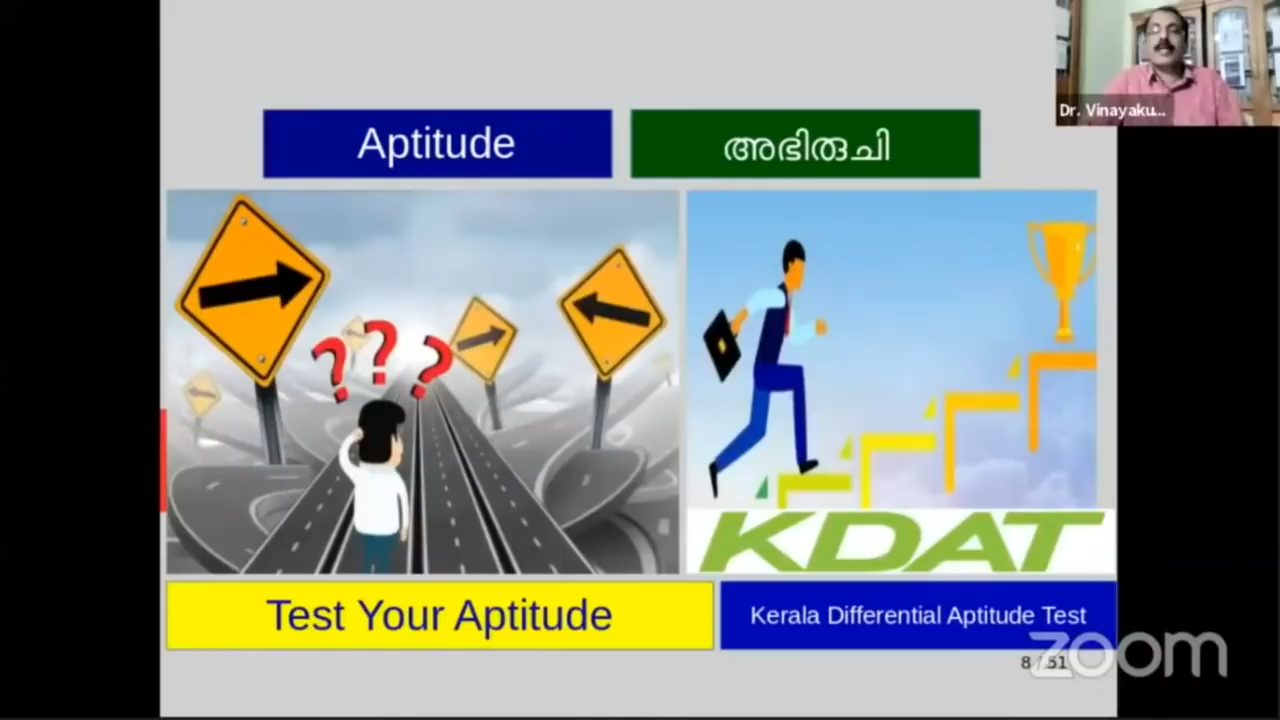 Dr. Vinayaku...
Aptitude
അഭിരുചി
? ? ?
KDAT
Test Your Aptitude
Kerala Differential Aptitude Test
8 / 51
zoom